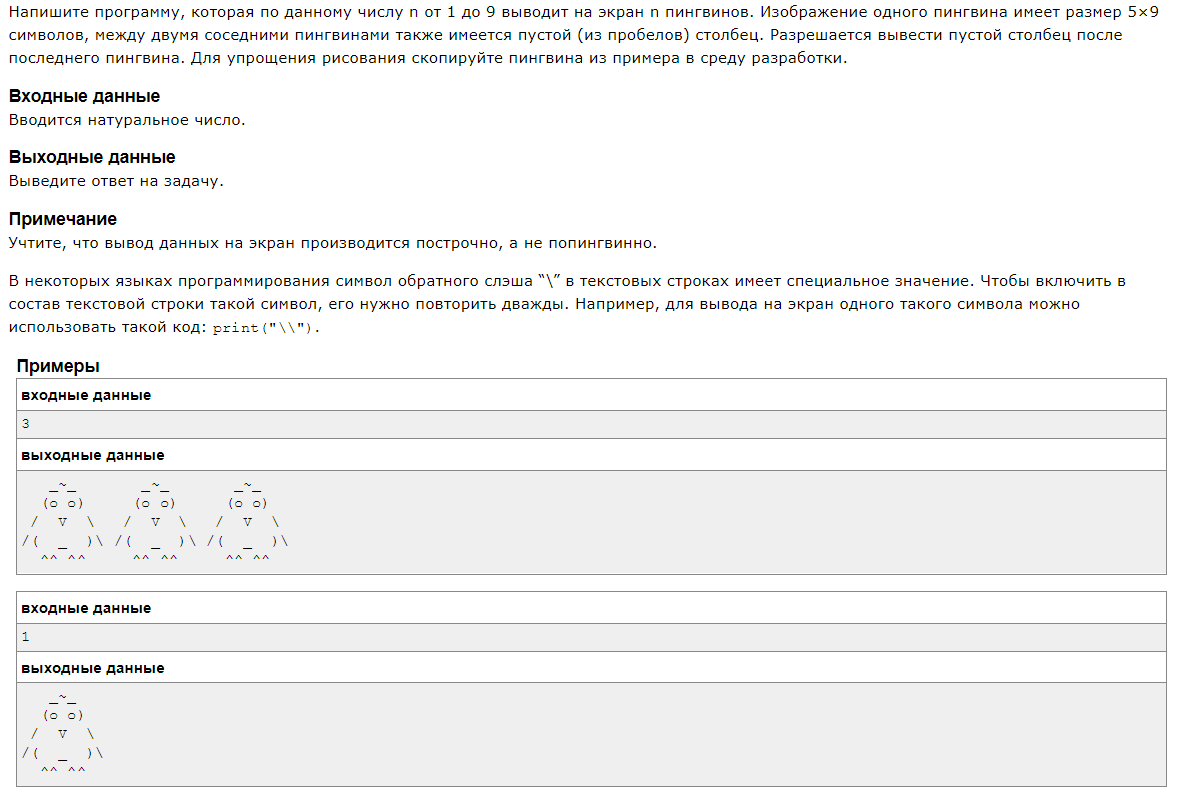 Напишите программу, которая по данному числу n от 1 до 9 выводит на экран n пингвинов. Изображение одного пингвина имеет размер 5×9
символов, между двумя соседними пингвинами также имеется пустой (из пробелов) столбец. Разрешается вывести пустой столбец после
последнего пингвина. Для упрощения рисования скопируйте пингвина из примера в среду разработки.
Входные данные
Вводится натуральное число.
Выходные данные
Выведите ответ на задачу.
Примечание
Учтите, что вывод данных на экран производится построчно, а не попингвинно.
В некоторых языках программирования символ обратного слэша “\” в текстовых строках имеет специальное значение. Чтобы включить в
состав текстовой строки такой символ, его нужно повторить дважды. Например, для вывода на экран одного такого символа можно
использовать такой код: print("\\").
Примеры
входные данные
3
выходные данные
   _~_       _~_       _~_
  (o o)     (o o)     (o o)
 /  V  \   /  V  \   /  V  \
/(  _  )\ /(  _  )\ /(  _  )\
  ^^ ^^     ^^ ^^     ^^ ^^
входные данные
1
выходные данные
   _~_
  (o o)
 /  V  \
/(  _  )\
  ^^ ^^